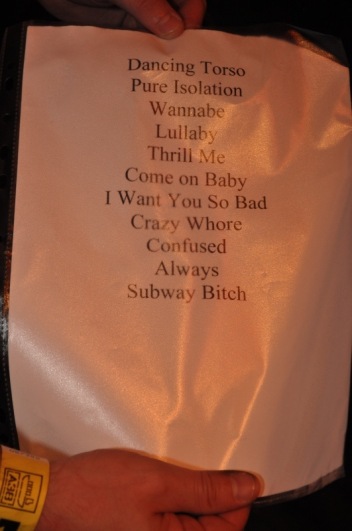 Dancing Torso
Pure Isolation
Wannabe
Lullaby
Thrill Me
Come on Baby
I Want You So Bad
Crazy Whore
Confused
Always
Subway Bitch